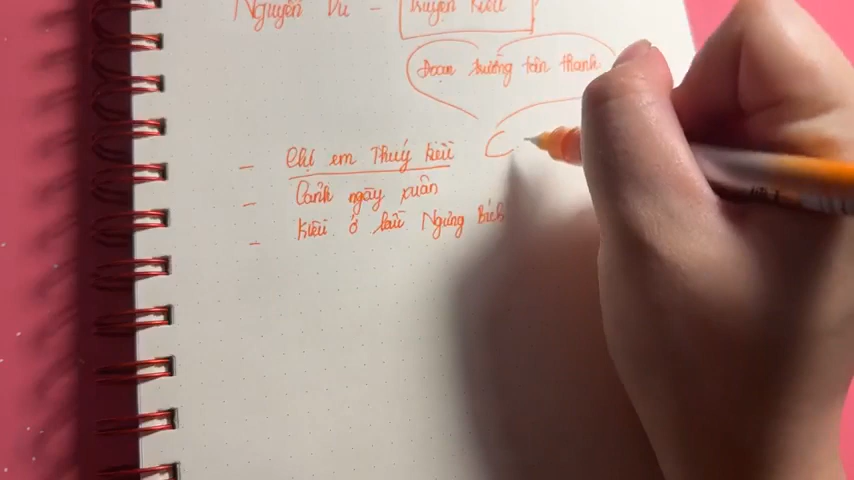 Nguyễn Du - Truyện Kiều
Đoạn trường tân thanh
- Chị em Thuý Kiều
- Cảnh ngày xuân
- Kiều ở lầu Ngưng Bích